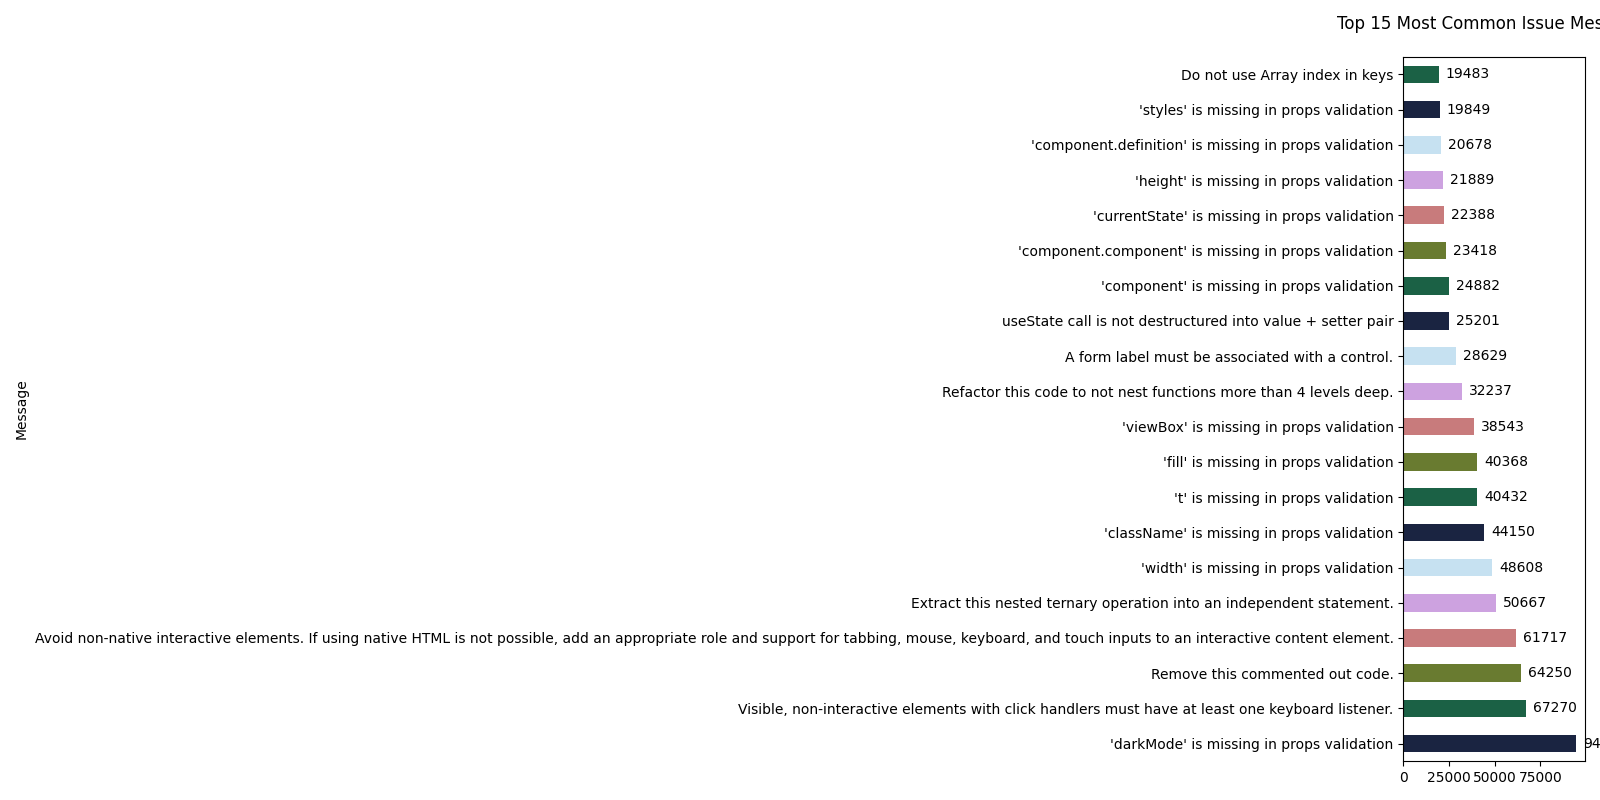 Top 15 Most Common Issue Mes
Do not use Array index in keys 19483
'styles' is missing in props validation 19849
'component.definition' is missing in props validation 20678
'height' is missing in props validation 21889
'currentState' is missing in props validation 22388
'component.component' is missing in props validation 23418
'component' is missing in props validation 24882
useState call is not destructured into value + setter pair 25201
A form label must be associated with a control. 28629
Refactor this code to not nest functions more than 4 levels deep. 32237
'viewBox' is missing in props validation 38543
'fill' is missing in props validation 40368
't' is missing in props validation 40432
'className' is missing in props validation 44150
'width' is missing in props validation 48608
Extract this nested ternary operation into an independent statement. 50667
Avoid non-native interactive elements. If using native HTML is not possible, add an appropriate role and support for tabbing, mouse, keyboard, and touch inputs to an interactive content element. 61717
Remove this commented out code. 64250
Visible, non-interactive elements with click handlers must have at least one keyboard listener. 67270
'darkMode' is missing in props validation 94
0 25000 50000 75000
Message